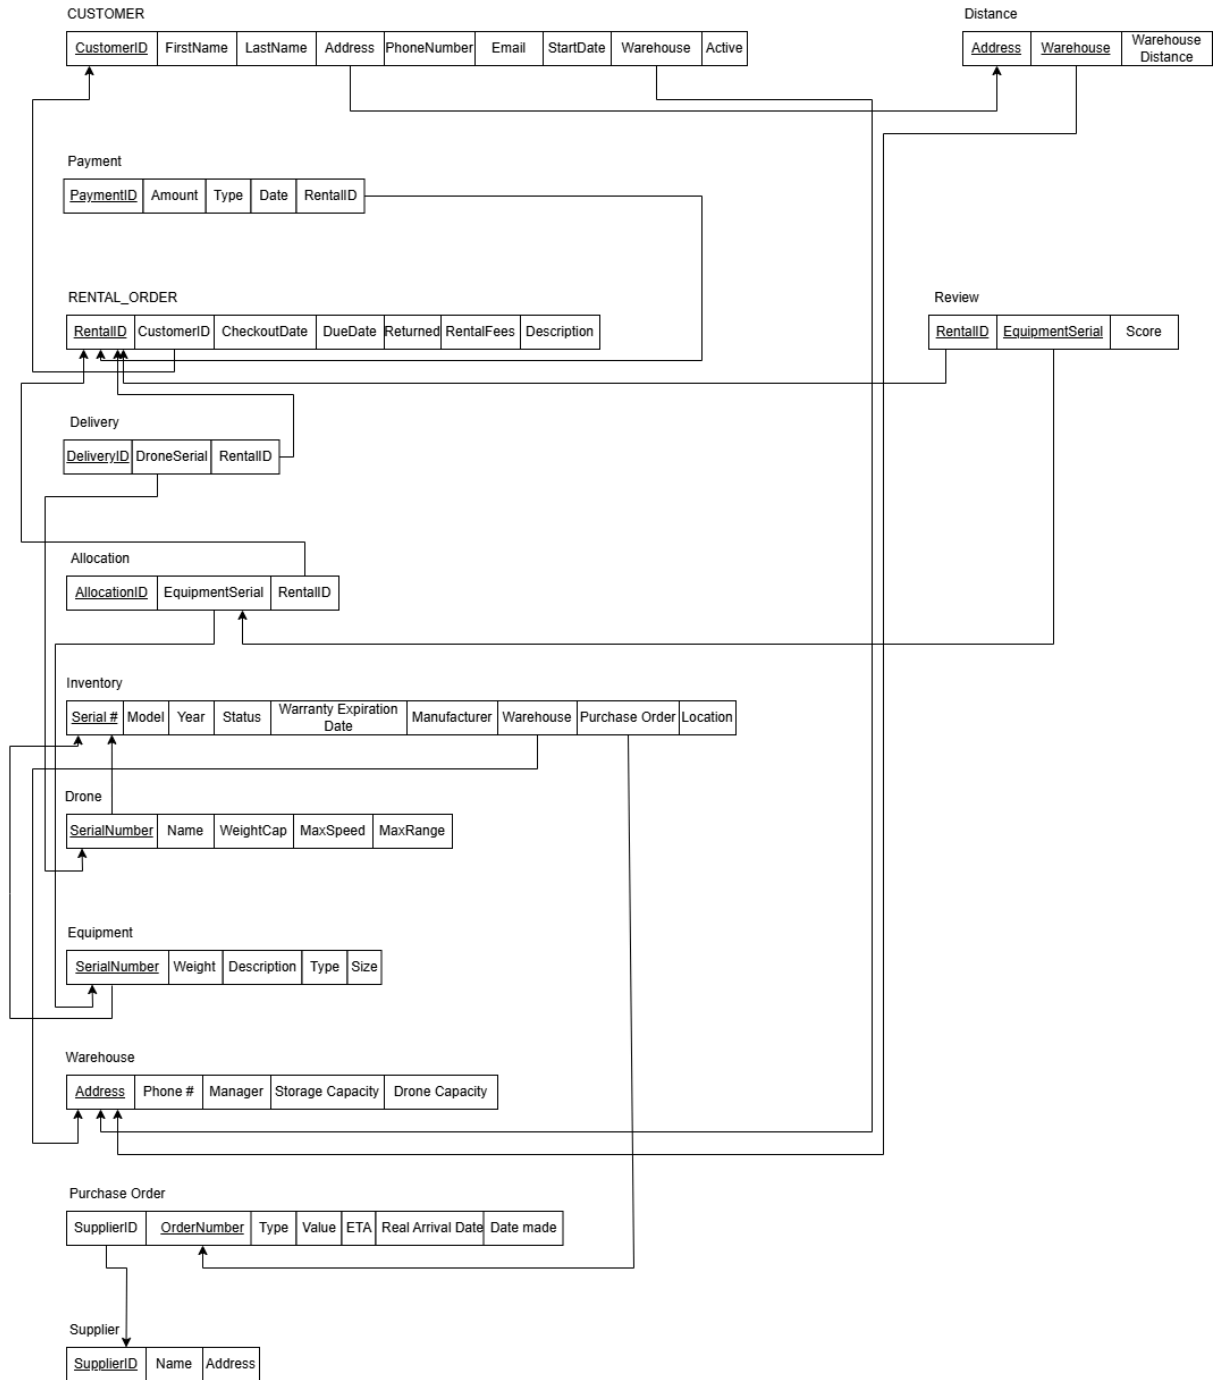 CUSTOMER
CustomerID FirstName LastName Address PhoneNumber Email StartDate Warehouse Active
Distance
Address Warehouse Warehouse
Distance
Payment
PaymentID Amount Type Date RentalID
RENTAL_ORDER
RentalID CustomerID CheckoutDate DueDate Returned RentalFees Description
Review
RentalID EquipmentSerial Score
Delivery
DeliveryID DroneSerial RentalID
Allocation
AllocationID EquipmentSerial RentalID
Inventory
Serial # Model Year Status Warranty Expiration
Date Manufacturer Warehouse Purchase Order Location
Drone
SerialNumber Name WeightCap MaxSpeed MaxRange
Equipment
SerialNumber Weight Description Type Size
Warehouse
Address Phone # Manager Storage Capacity Drone Capacity
Purchase Order
SupplierID OrderNumber Type Value ETA Real Arrival Date Date made
Supplier
SupplierID Name Address